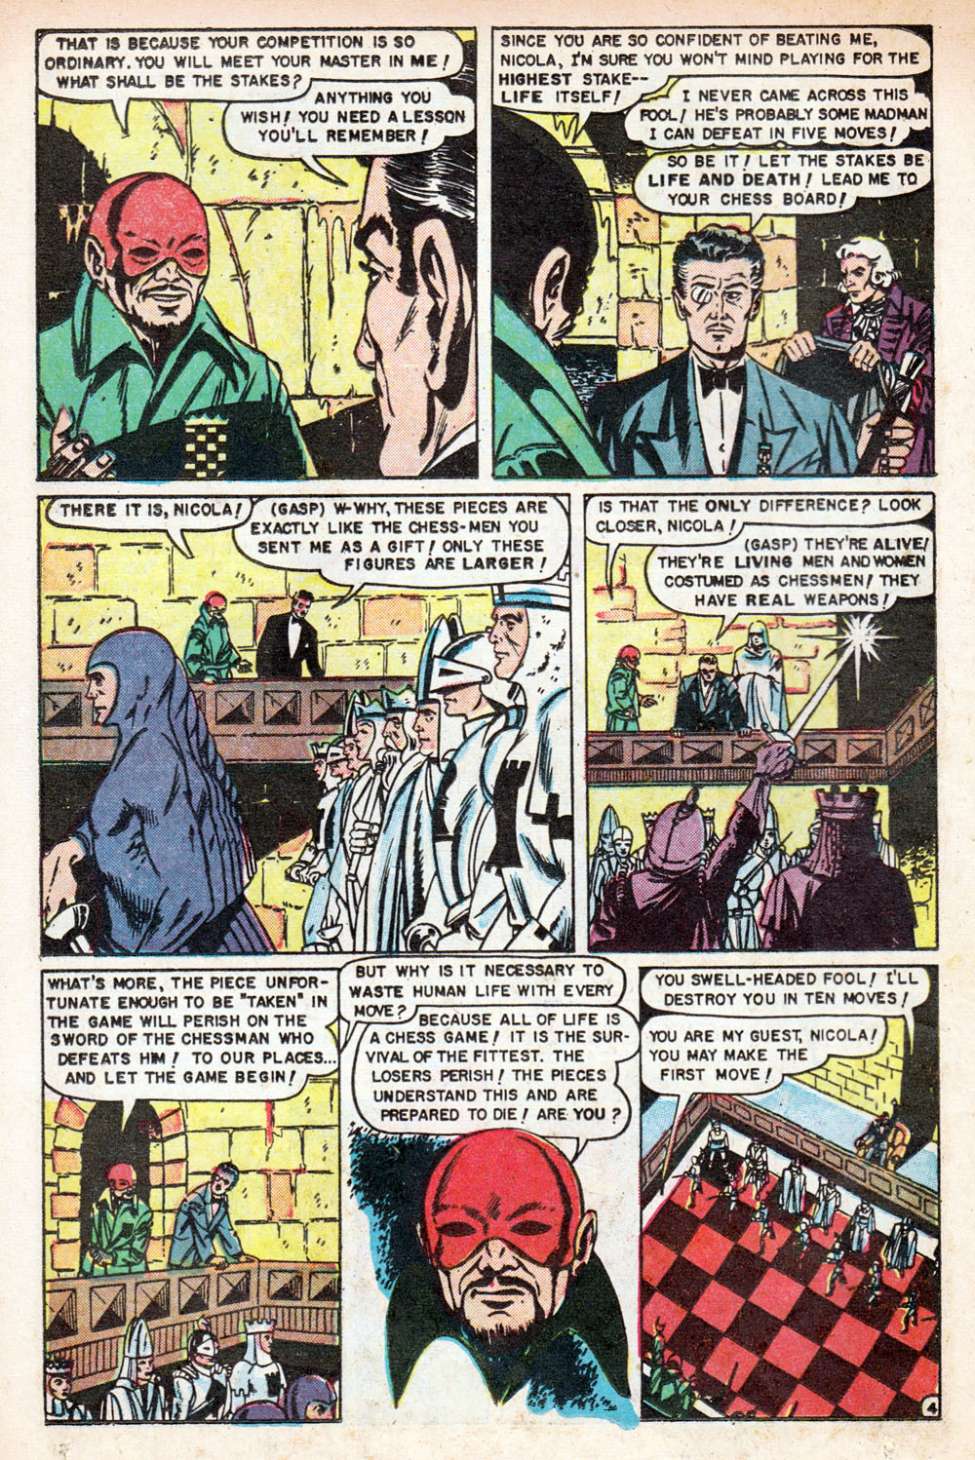 THAT IS BECAUSE YOUR COMPETITION IS SO
ORDINARY. YOU WILL MEET YOUR MASTER IN ME!
WHAT SHALL BE THE STAKES?
ANYTHING YOU
WISH! YOU NEED A LESSON
YOU'LL REMEMBER!
SINCE YOU ARE SO CONFIDENT OF BEATING ME,
NICOLA, I'M SURE YOU WON'T MIND PLAYING FOR THE
HIGHEST STAKE--
LIFE ITSELF!
I NEVER CAME ACROSS THIS
FOOL! HE'S PROBABLY SOME MADMAN
I CAN DEFEAT IN FIVE MOVES!
SO BE IT! LET THE STAKES BE
LIFE AND DEATH! LEAD ME TO
YOUR CHESS BOARD!
THERE IT IS, NICOLA!
(GASP) W-WHY, THESE PIECES ARE
EXACTLY LIKE THE CHESS-MEN YOU
SENT ME AS A GIFT! ONLY THESE
FIGURES ARE LARGER!
IS THAT THE ONLY DIFFERENCE? LOOK
CLOSER, NICOLA!
(GASP) THEY'RE ALIVE!
THEY'RE LIVING MEN AND WOMEN
COSTUMED AS CHESSMEN! THEY
HAVE REAL WEAPONS!
WHAT'S MORE, THE PIECE UNFOR-
TUNATE ENOUGH TO BE "TAKEN" IN
THE GAME WILL PERISH ON THE
SWORD OF THE CHESSMAN WHO
DEFEATS HIM! TO OUR PLACES...
AND LET THE GAME BEGIN!
BUT WHY IS IT NECESSARY TO
WASTE HUMAN LIFE WITH EVERY
MOVE?
BECAUSE ALL OF LIFE IS
A CHESS GAME! IT IS THE SUR-
VIVAL OF THE FITTEST. THE
LOSERS PERISH! THE PIECES
UNDERSTAND THIS AND ARE
PREPARED TO DIE! ARE YOU?
YOU SWELL-HEADED FOOL! I'LL
DESTROY YOU IN TEN MOVES!
YOU ARE MY GUEST, NICOLA!
YOU MAY MAKE THE
FIRST MOVE!
4